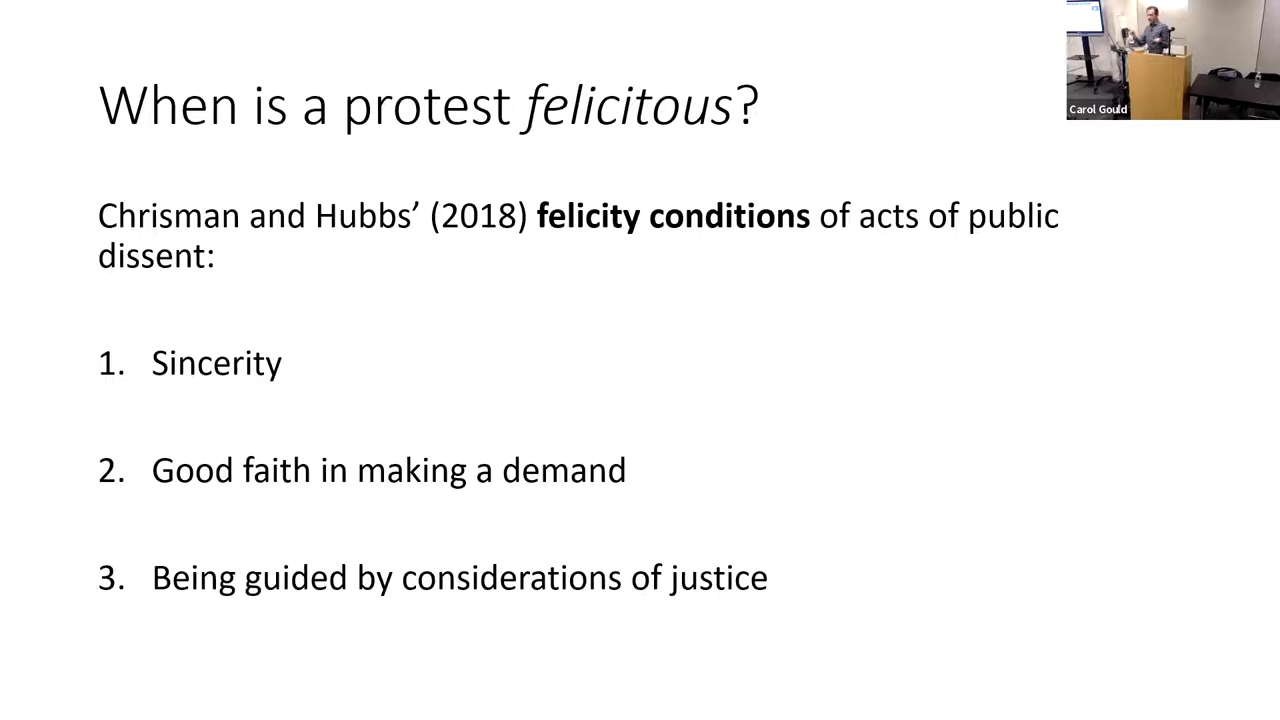 When is a protest felicitous?
Carol Gould
Chrisman and Hubbs’ (2018) felicity conditions of acts of public
dissent:
1. Sincerity
2. Good faith in making a demand
3. Being guided by considerations of justice